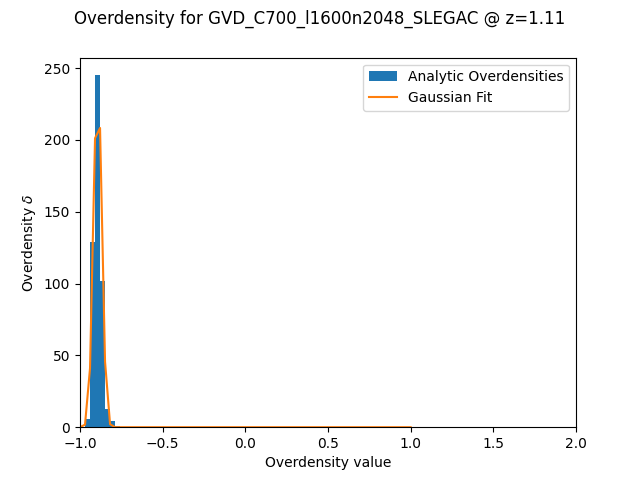 Overdensity for GVD_C700_l1600n2048_SLEGAC @ z=1.11
Analytic Overdensities
Gaussian Fit
Overdensity δ
250
200
150
100
50
0
−1.0 −0.5 0.0 0.5 1.0 1.5 2.0
Overdensity value